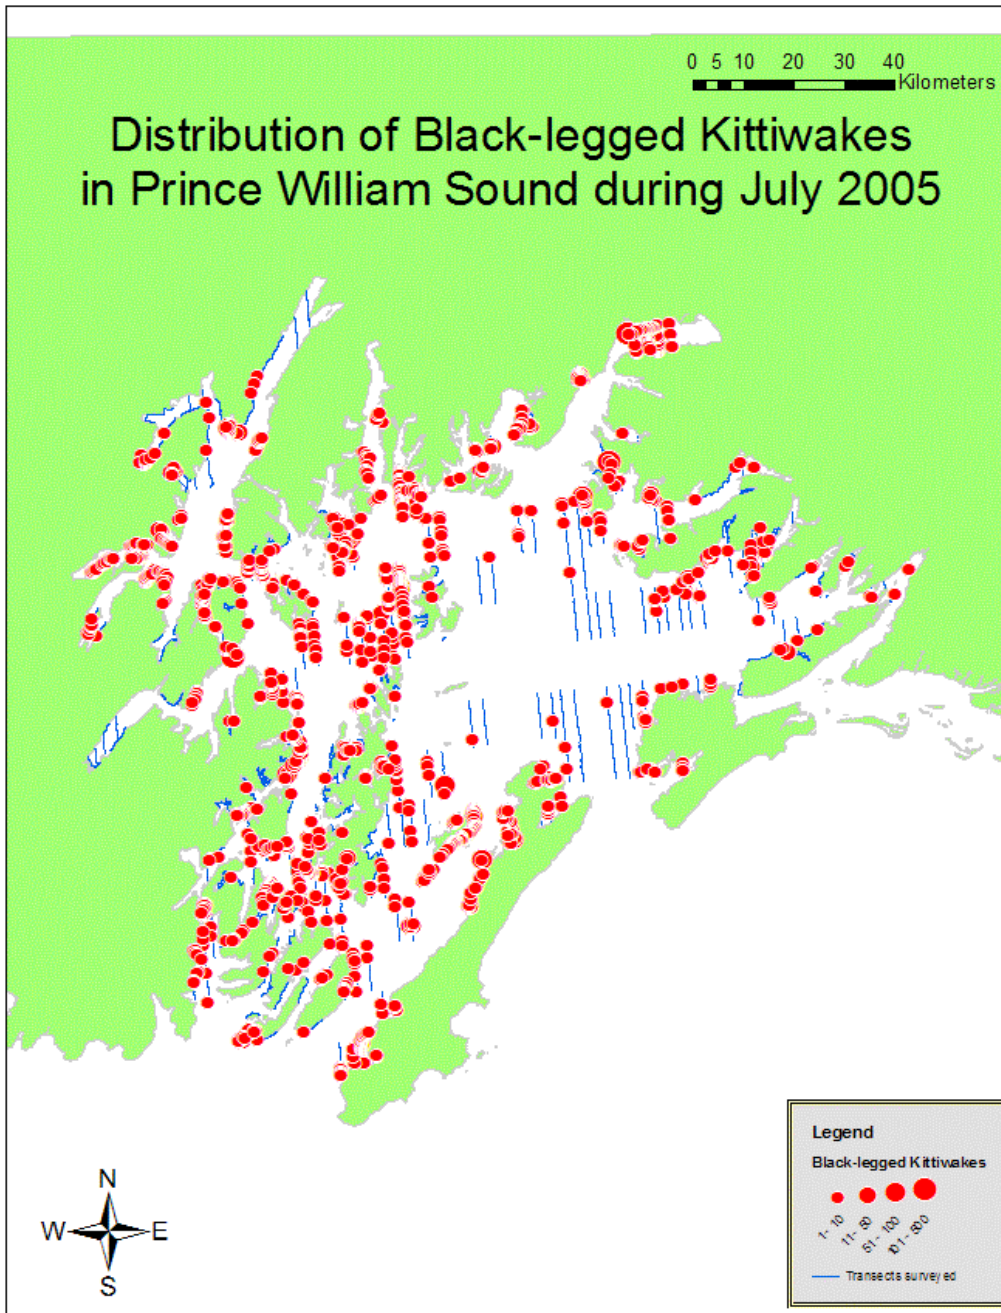 0 5 10 20 30 40
Kilometers
Distribution of Black-legged Kittiwakes
in Prince William Sound during July 2005
N
W E
S
Legend
Black-legged Kittiwakes
1 - 10
11 - 50
51 - 100
101 - 500
Transects surveyed